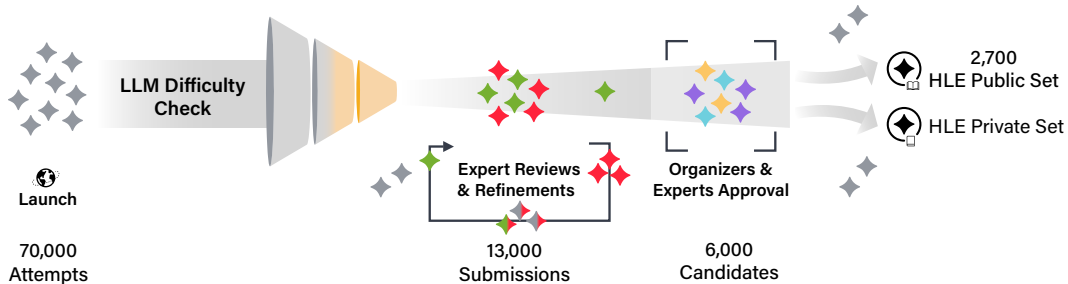 LLM Difficulty
Check
Launch
70,000
Attempts
Expert Reviews
& Refinements
13,000
Submissions
Organizers &
Experts Approval
6,000
Candidates
2,700
HLE Public Set
HLE Private Set